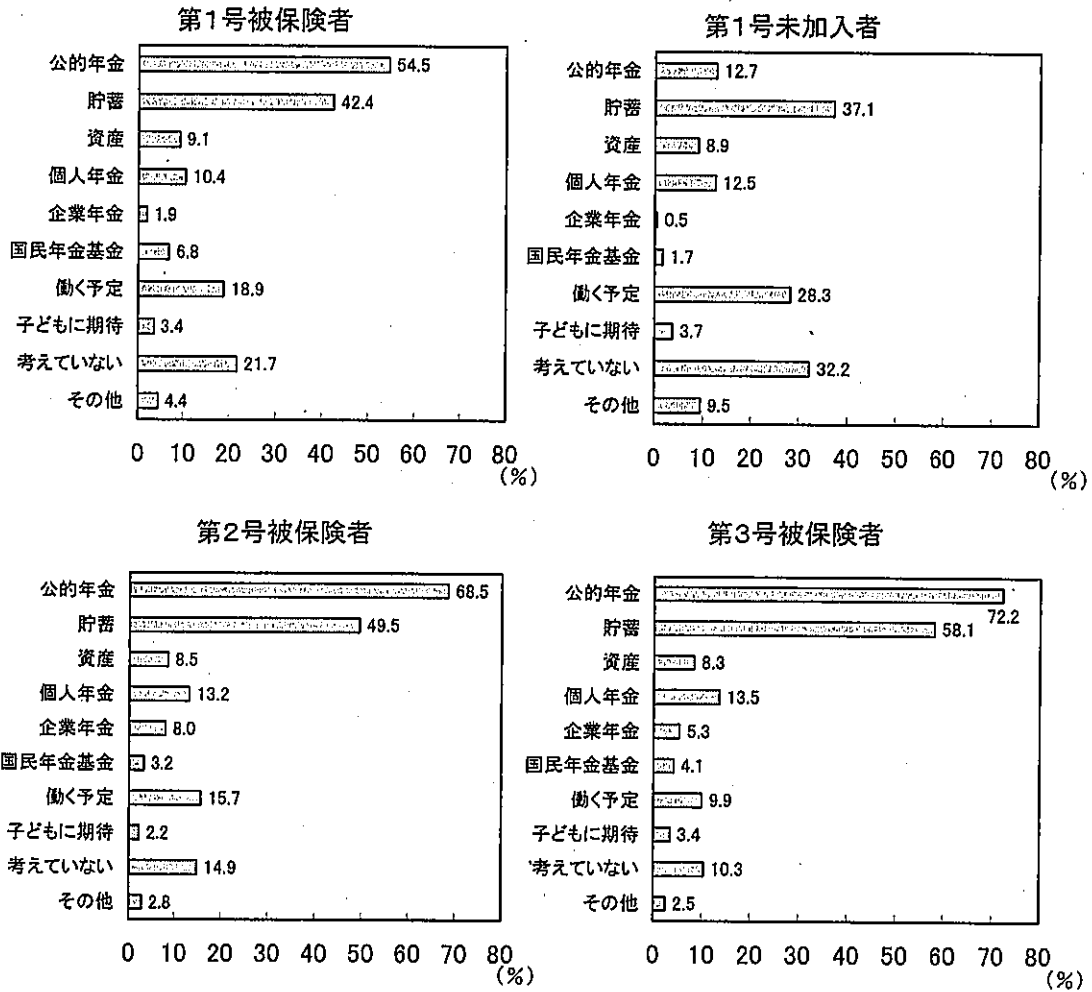 第1号被保険者
公的年金 54.5
貯蓄 42.4
資産 9.1
個人年金 10.4
企業年金 1.9
国民年金基金 6.8
働く予定 18.9
子どもに期待 3.4
考えていない 21.7
その他 4.4
0 10 20 30 40 50 60 70 80
(%)
第1号未加入者
公的年金 12.7
貯蓄 37.1
資産 8.9
個人年金 12.5
企業年金 0.5
国民年金基金 1.7
働く予定 28.3
子どもに期待 3.7
考えていない 32.2
その他 9.5
0 10 20 30 40 50 60 70 80
(%)
第2号被保険者
公的年金 68.5
貯蓄 49.5
資産 8.5
個人年金 13.2
企業年金 8.0
国民年金基金 3.2
働く予定 15.7
子どもに期待 2.2
考えていない 14.9
その他 2.8
0 10 20 30 40 50 60 70 80
(%)
第3号被保険者
公的年金 72.2
貯蓄 58.1
資産 8.3
個人年金 13.5
企業年金 5.3
国民年金基金 4.1
働く予定 9.9
子どもに期待 3.4
考えていない 10.3
その他 2.5
0 10 20 30 40 50 60 70 80
(%)